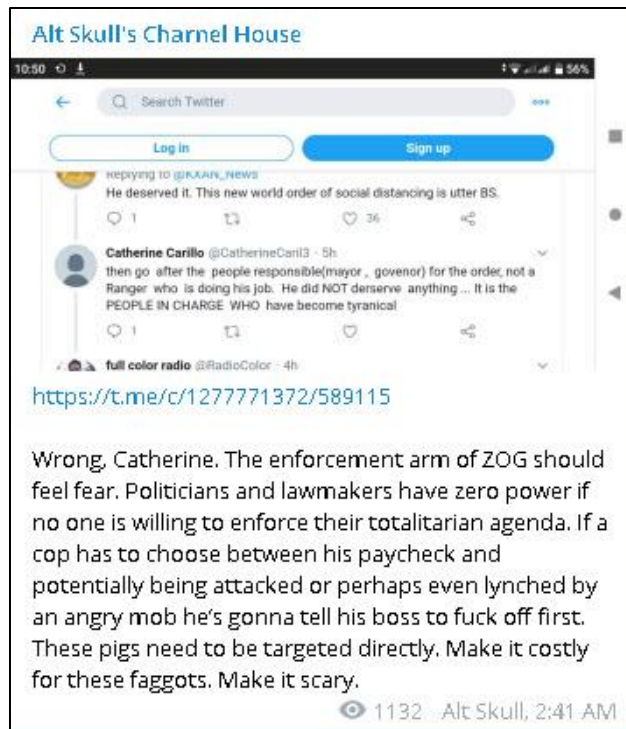 Alt Skull's Charnel House
10:50
56%
Search Twitter
Log in
Sign up
Replying to @KXAN_News
He deserved it. This new world order of social distancing is utter BS.
1
36
Catherine Carillo @CatherineCaril3 · 5h
then go after the people responsible(mayor , govenor) for the order, not a
Ranger who is doing his job. He did NOT derserve anything ... It is the
PEOPLE IN CHARGE WHO have become tyranical
1
full color radio @RadioColor · 4h
https://t.me/c/1277771372/589115
Wrong, Catherine. The enforcement arm of ZOG should
feel fear. Politicians and lawmakers have zero power if
no one is willing to enforce their totalitarian agenda. If a
cop has to choose between his paycheck and
potentially being attacked or perhaps even lynched by
an angry mob he's gonna tell his boss to fuck off first.
These pigs need to be targeted directly. Make it costly
for these faggots. Make it scary.
1132 Alt Skull, 2:41 AM